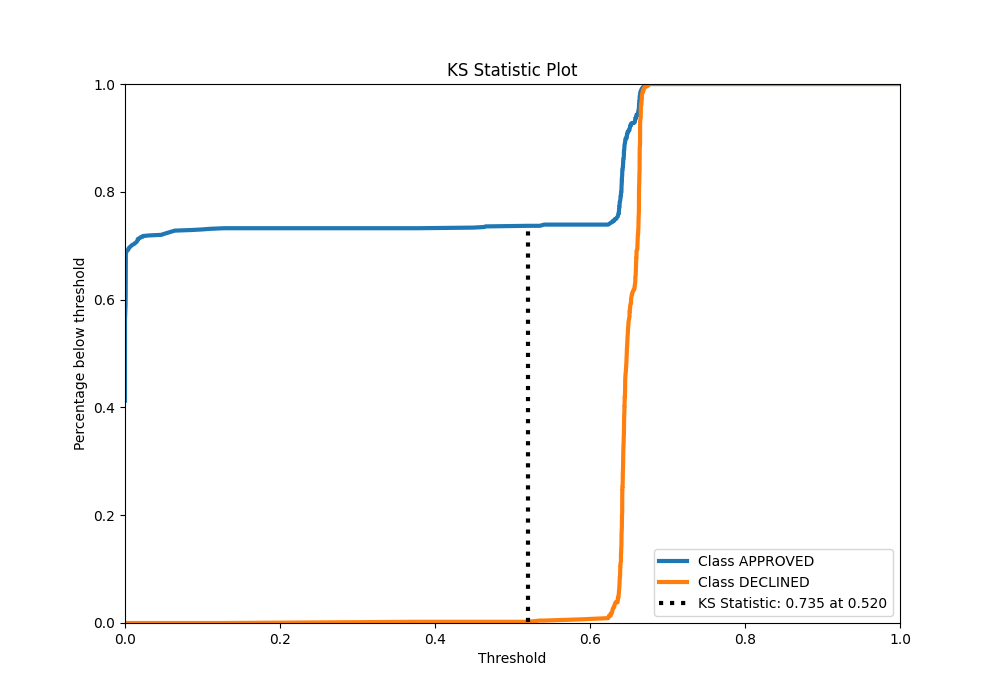 KS Statistic Plot
1.0
0.8
0.6
0.4
0.2
0.0
Percentage below threshold
0.0 0.2 0.4 0.6 0.8 1.0
Threshold
Class APPROVED
Class DECLINED
KS Statistic: 0.735 at 0.520